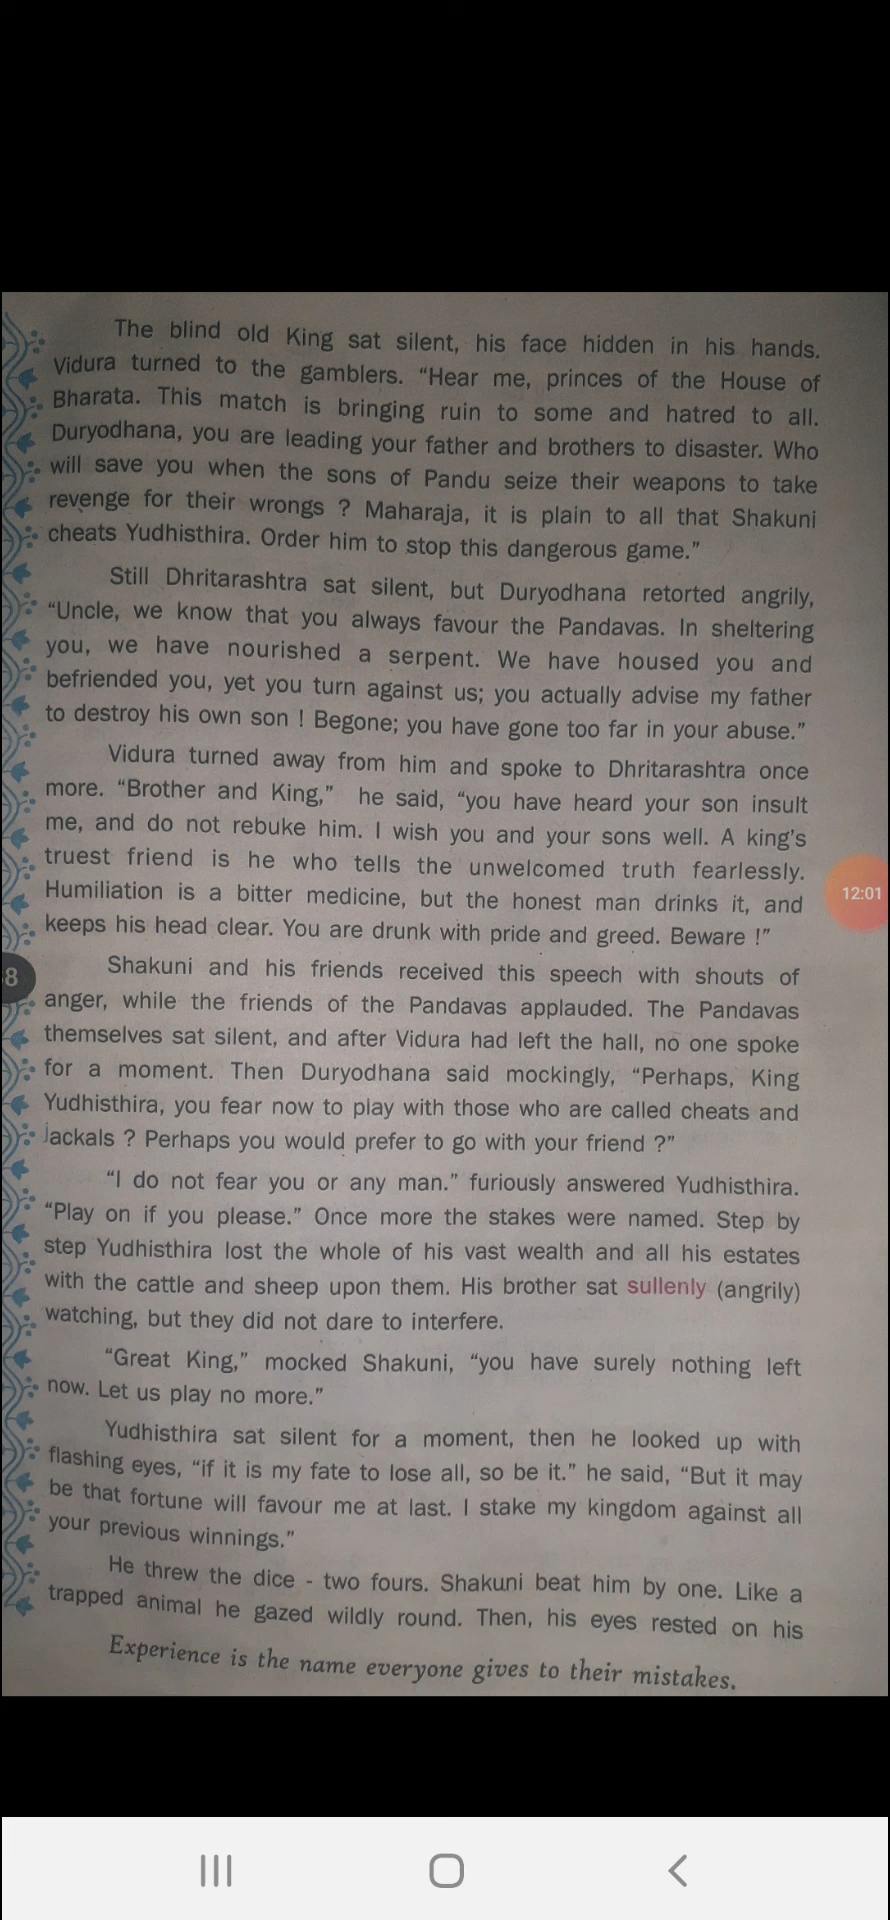 The blind old King sat silent, his face hidden in his hands.
Vidura turned to the gamblers. “Hear me, princes of the House of
Bharata. This match is bringing ruin to some and hatred to all.
Duryodhana, you are leading your father and brothers to disaster. Who
will save you when the sons of Pandu seize their weapons to take
revenge for their wrongs ? Maharaja, it is plain to all that Shakuni
cheats Yudhisthira. Order him to stop this dangerous game.”
Still Dhritarashtra sat silent, but Duryodhana retorted angrily,
“Uncle, we know that you always favour the Pandavas. In sheltering
you, we have nourished a serpent. We have housed you and
befriended you, yet you turn against us; you actually advise my father
to destroy his own son ! Begone; you have gone too far in your abuse.”
Vidura turned away from him and spoke to Dhritarashtra once
more. “Brother and King,” he said, “you have heard your son insult
me, and do not rebuke him. I wish you and your sons well. A king’s
truest friend is he who tells the unwelcomed truth fearlessly.
Humiliation is a bitter medicine, but the honest man drinks it, and
keeps his head clear. You are drunk with pride and greed. Beware !”
12:01
Shakuni and his friends received this speech with shouts of
8
anger, while the friends of the Pandavas applauded. The Pandavas
themselves sat silent, and after Vidura had left the hall, no one spoke
for a moment. Then Duryodhana said mockingly, “Perhaps, King
Yudhisthira, you fear now to play with those who are called cheats and
jackals ? Perhaps you would prefer to go with your friend ?”
“I do not fear you or any man.” furiously answered Yudhisthira.
“Play on if you please.” Once more the stakes were named. Step by
step Yudhisthira lost the whole of his vast wealth and all his estates
with the cattle and sheep upon them. His brother sat sullenly (angrily)
watching, but they did not dare to interfere.
“Great King,” mocked Shakuni, “you have surely nothing left
now. Let us play no more.”
Yudhisthira sat silent for a moment, then he looked up with
flashing eyes, “if it is my fate to lose all, so be it.” he said, “But it may
be that fortune will favour me at last. I stake my kingdom against all
your previous winnings.”
He threw the dice - two fours. Shakuni beat him by one. Like a
trapped animal he gazed wildly round. Then, his eyes rested on his
Experience is the name everyone gives to their mistakes.